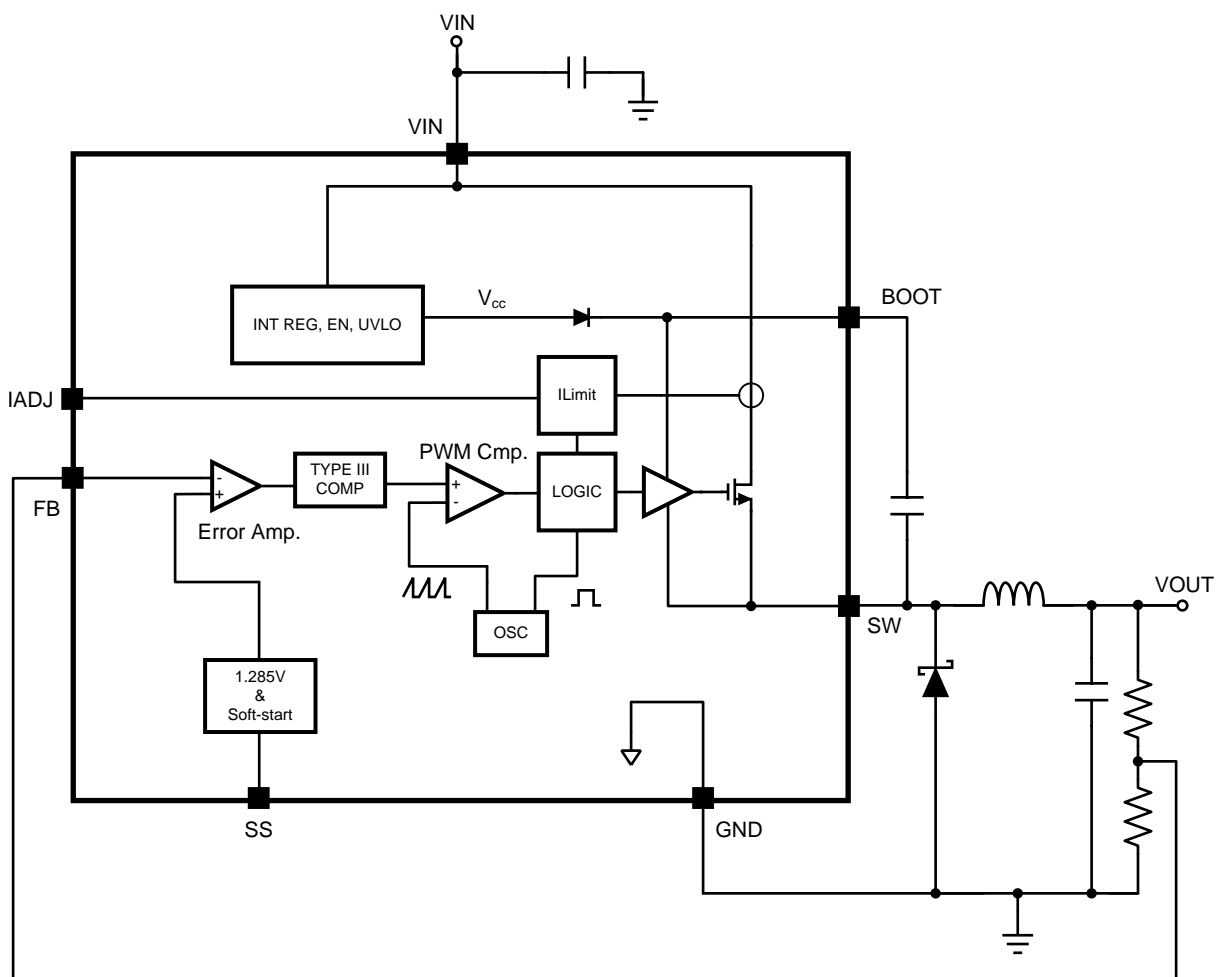 VIN
VIN
INT REG, EN, UVLO
Vcc
BOOT
IADJ
ILimit
PWM Cmp.
FB
-
+
TYPE III
COMP
+
-
LOGIC
Error Amp.
OSC
SW
VOUT
1.285V
&
Soft-start
SS
GND